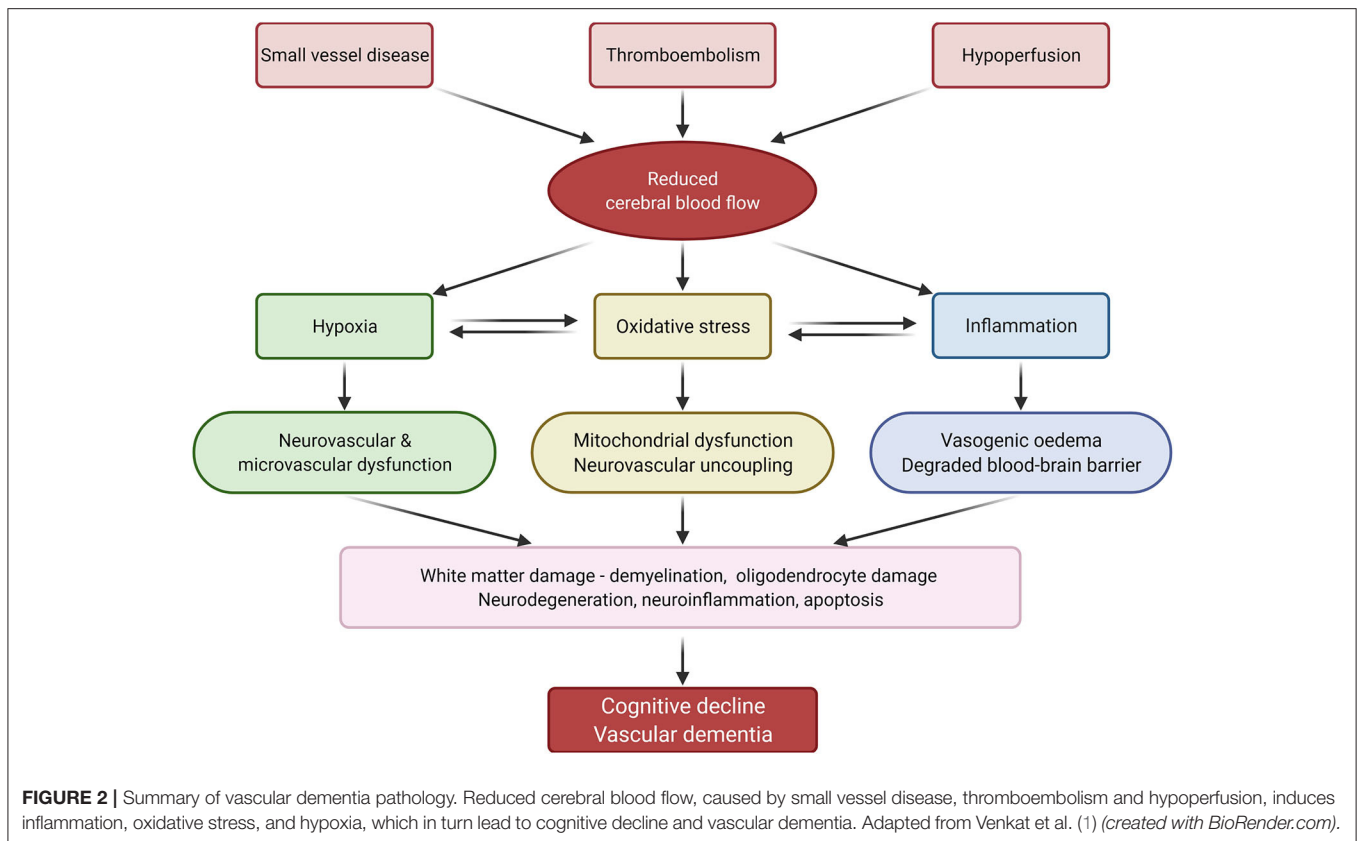 Small vessel disease
Thromboembolism
Hypoperfusion
Reduced
cerebral blood flow
Hypoxia
Oxidative stress
Inflammation
Neurovascular &
microvascular dysfunction
Mitochondrial dysfunction
Neurovascular uncoupling
Vasogenic oedema
Degraded blood-brain barrier
White matter damage - demyelination, oligodendrocyte damage
Neurodegeneration, neuroinflammation, apoptosis
Cognitive decline
Vascular dementia
FIGURE 2 | Summary of vascular dementia pathology. Reduced cerebral blood flow, caused by small vessel disease, thromboembolism and hypoperfusion, induces
inflammation, oxidative stress, and hypoxia, which in turn lead to cognitive decline and vascular dementia. Adapted from Venkat et al. (1) (created with BioRender.com).